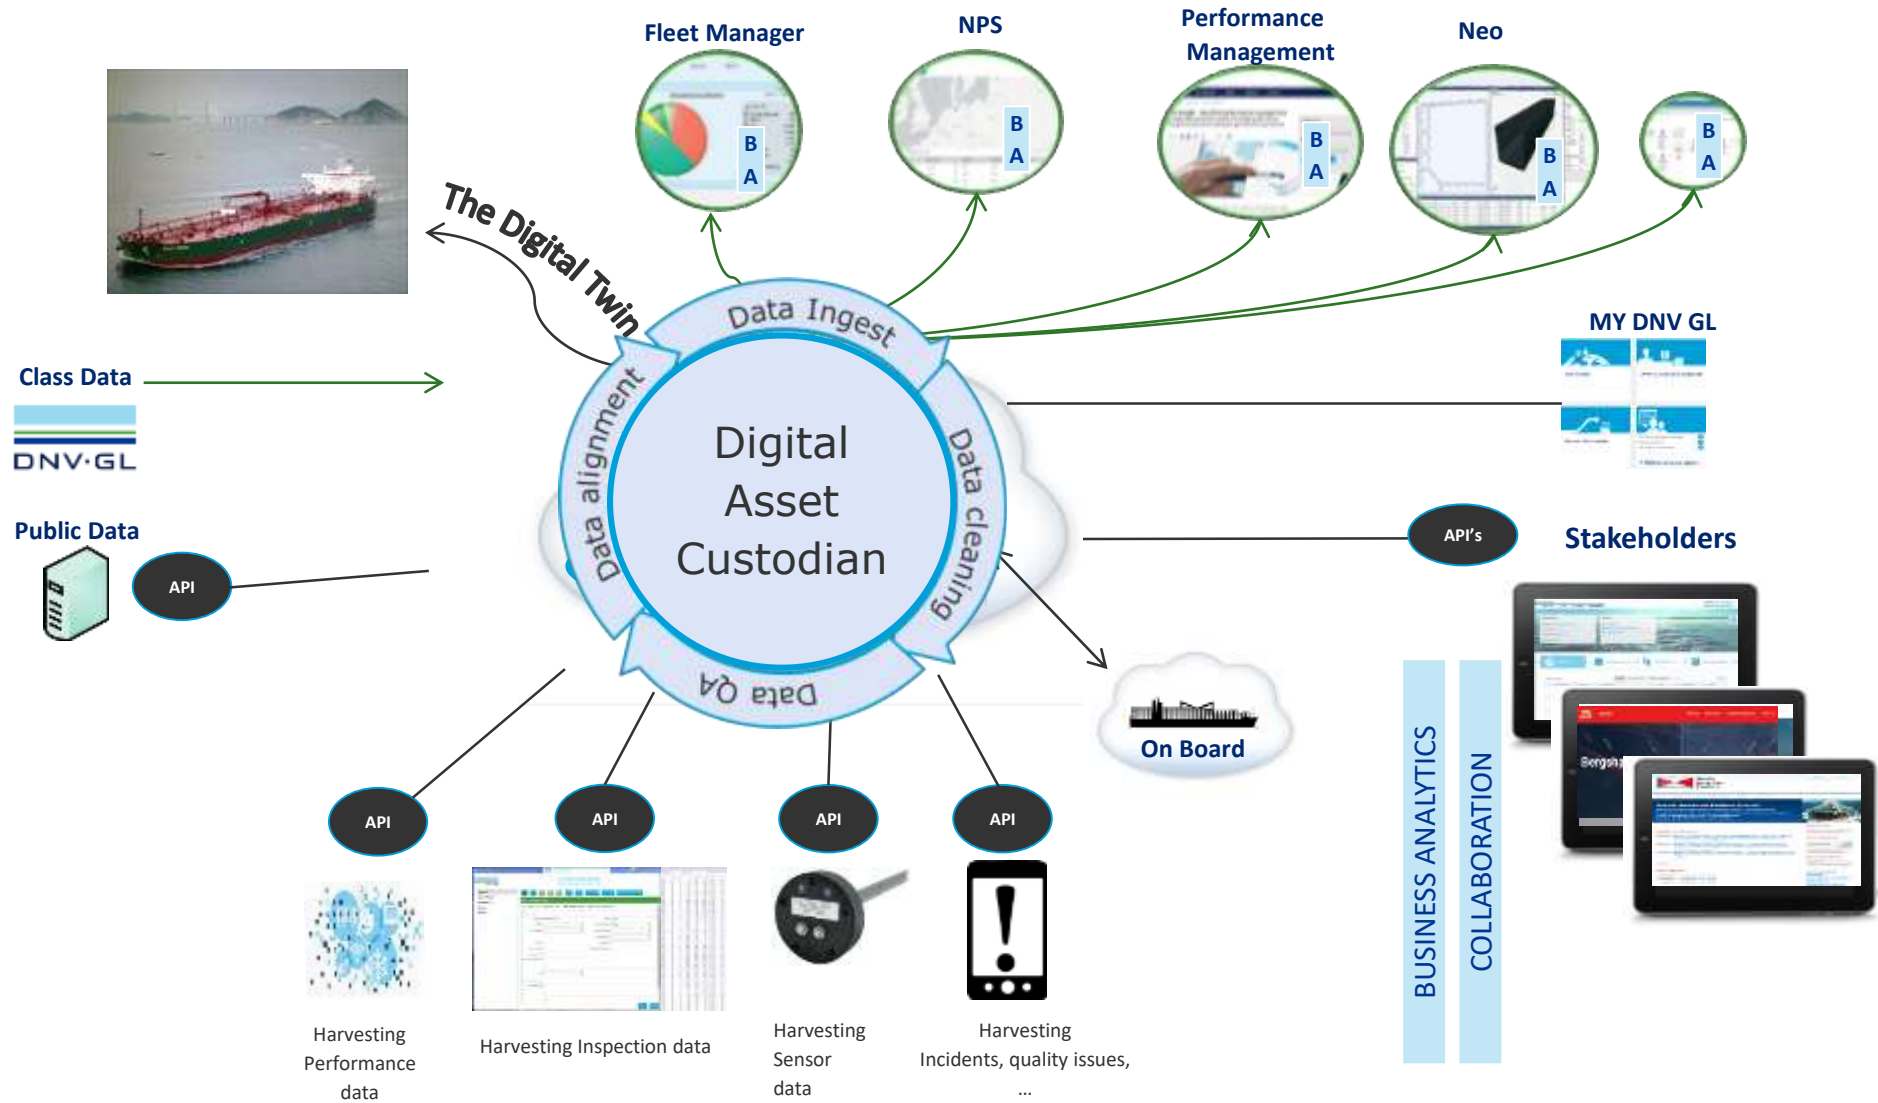 Fleet Manager
NPS
Performance
Management
Neo
B
A
B
A
B
A
B
A
B
A
The Digital Twin
MY DNV GL
Class Data
DNV·GL
Public Data
API
Data Ingest
Data cleaning
Data QA
Data alignment
Digital
Asset
Custodian
API's
Stakeholders
On Board
API
API
API
API
Harvesting
Performance
data
Harvesting Inspection data
Harvesting
Sensor
data
Harvesting
Incidents, quality issues,
...
BUSINESS ANALYTICS
COLLABORATION